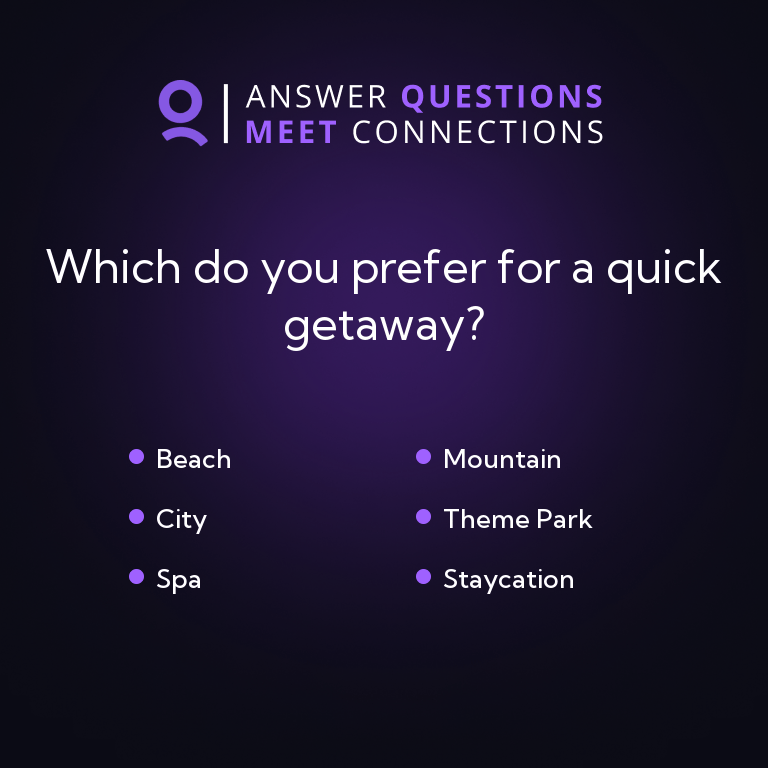 ANSWER QUESTIONS
MEET CONNECTIONS
Which do you prefer for a quick
getaway?
Beach
Mountain
City
Theme Park
Spa
Staycation